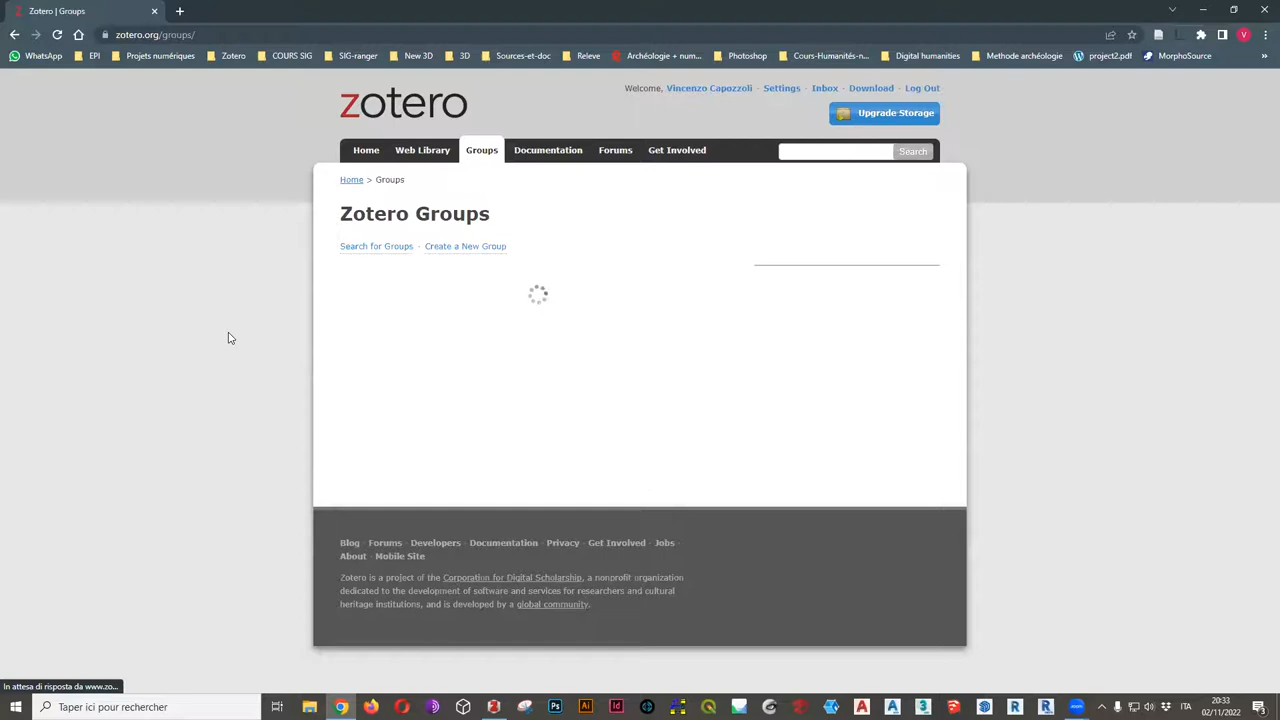 Zotero | Groups
zotero.org/groups/
WhatsApp EPI Projets numériques Zotero COURS SIG SIG-ranger New 3D 3D Sources-et-doc Releve Archéologie + num... Photoshop Cours-Humanités-n... Digital humanities Methode archéologie project2.pdf MorphoSource
Welcome, Vincenzo Capozzoli · Settings · Inbox · Download · Log Out
zotero
Upgrade Storage
Home Web Library Groups Documentation Forums Get Involved Search
Home > Groups
Zotero Groups
Search for Groups · Create a New Group
Blog · Forums · Developers · Documentation · Privacy · Get Involved · Jobs ·
About · Mobile Site
Zotero is a project of the Corporation for Digital Scholarship, a nonprofit organization
dedicated to the development of software and services for researchers and cultural
heritage institutions, and is developed by a global community.
In attesa di risposta da www.zo...
Taper ici pour rechercher
ITA
20:33
02/11/2022